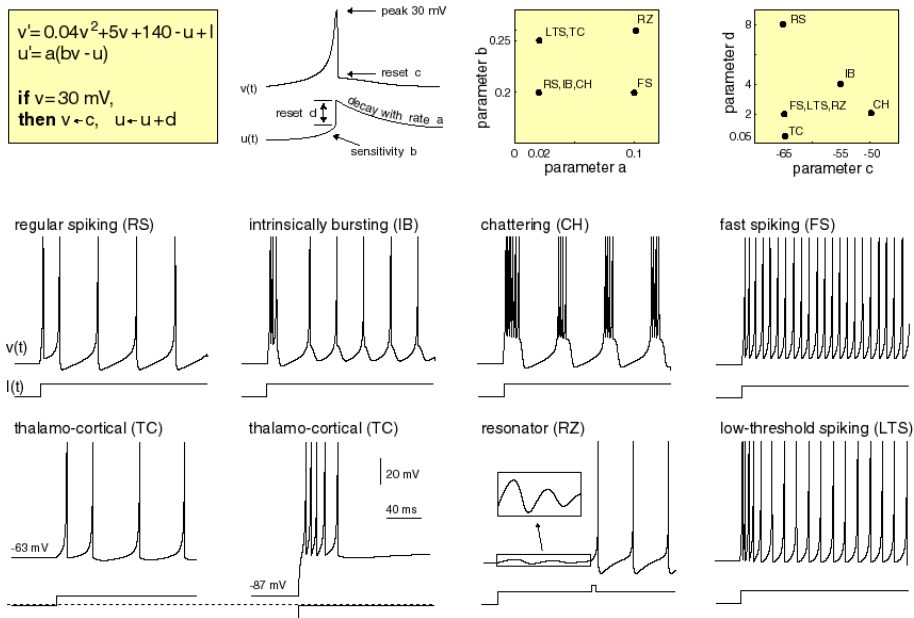 v'= 0.04v²+5v+140 -u+I
u'= a(bv -u)
if v=30 mV,
then v←c, u←u+d
peak 30 mV
reset c
v(t)
reset d
decay with rate a
u(t)
sensitivity b
parameter b
0.25
0.2
LTS,TC
RZ
RS,IB,CH
FS
0
0.02
0.1
parameter a
parameter d
8
4
2
0.05
RS
IB
FS,LTS,RZ
CH
TC
-65
-55
-50
parameter c
regular spiking (RS)
intrinsically bursting (IB)
chattering (CH)
fast spiking (FS)
v(t)
I(t)
thalamo-cortical (TC)
thalamo-cortical (TC)
resonator (RZ)
low-threshold spiking (LTS)
20 mV
40 ms
-63 mV
-87 mV